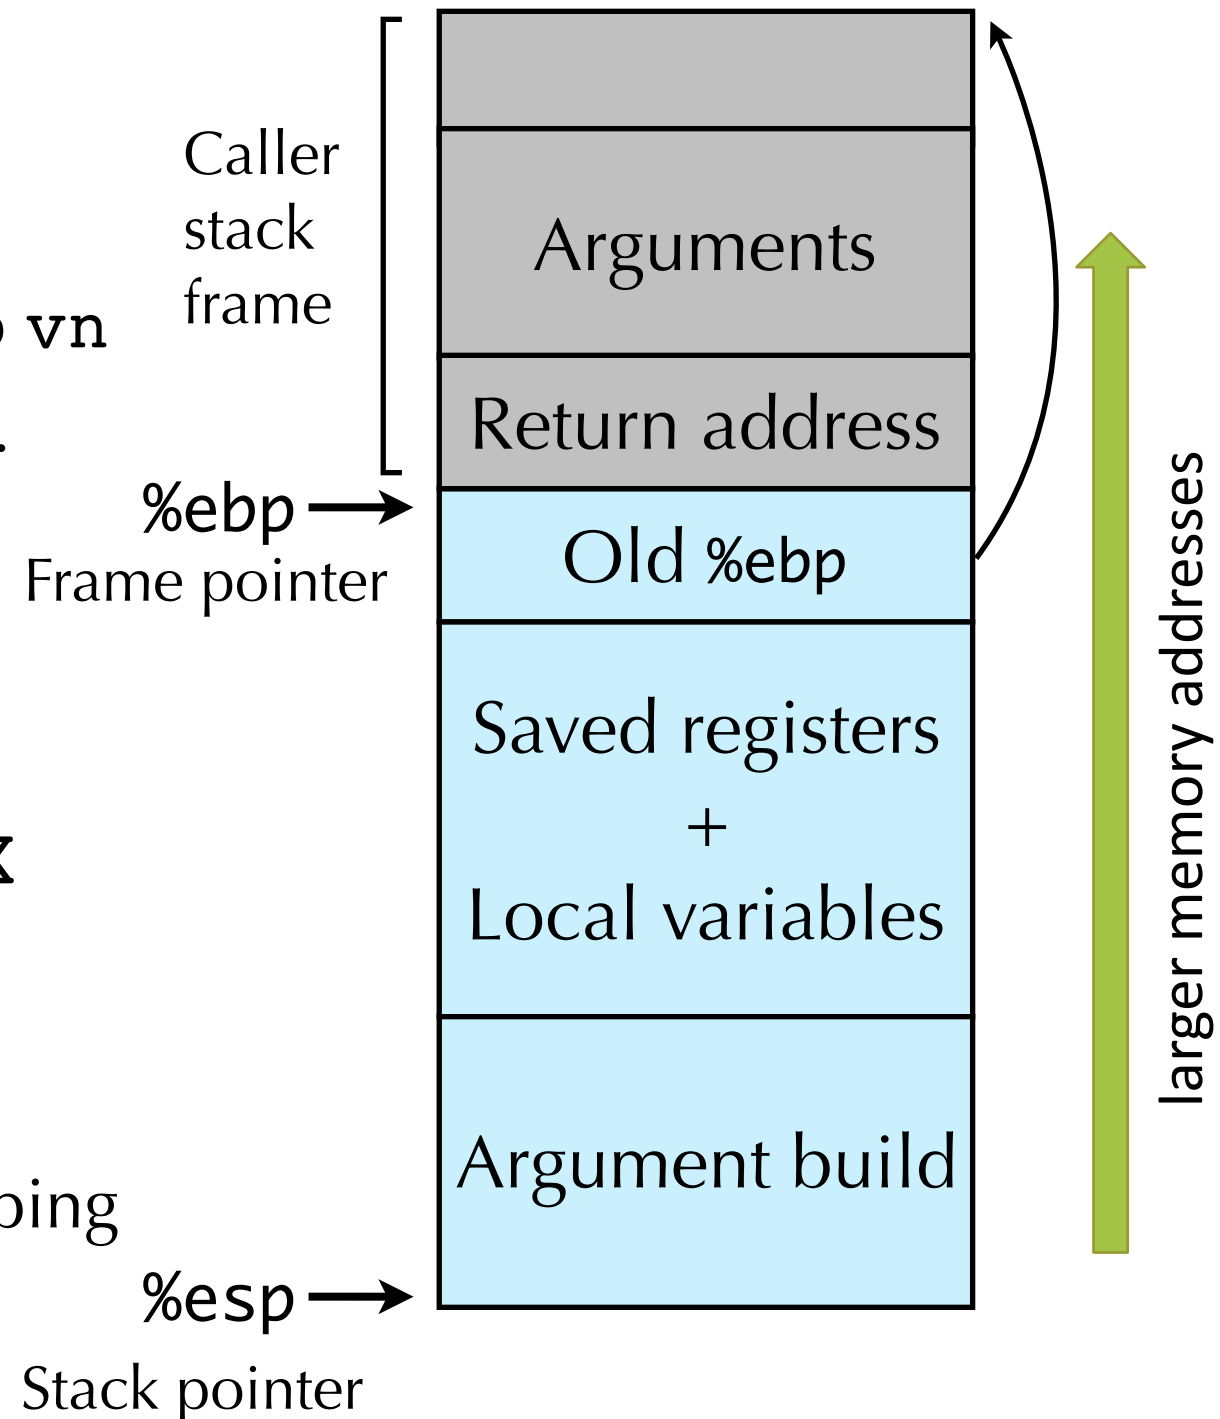 Caller
stack
frame
vn
.
%ebp
Frame pointer
Arguments
Return address
Old %ebp
Saved registers
+
Local variables
Argument build
%esp
Stack pointer
larger memory addresses